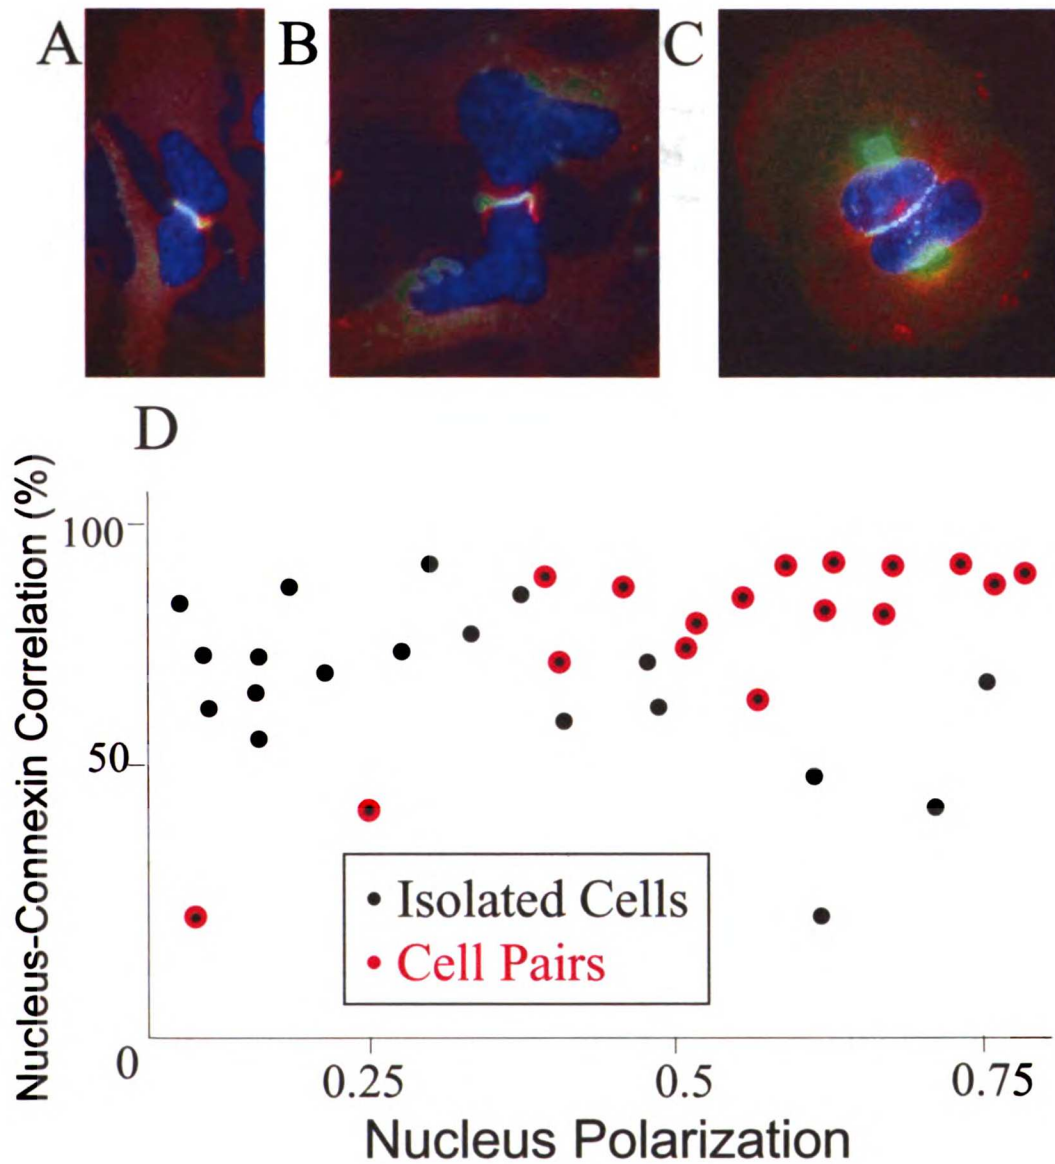 A
B
C
D
Nucleus-Connexin Correlation (%)
100
50
0
Isolated Cells
Cell Pairs
0.25
0.5
0.75
Nucleus Polarization